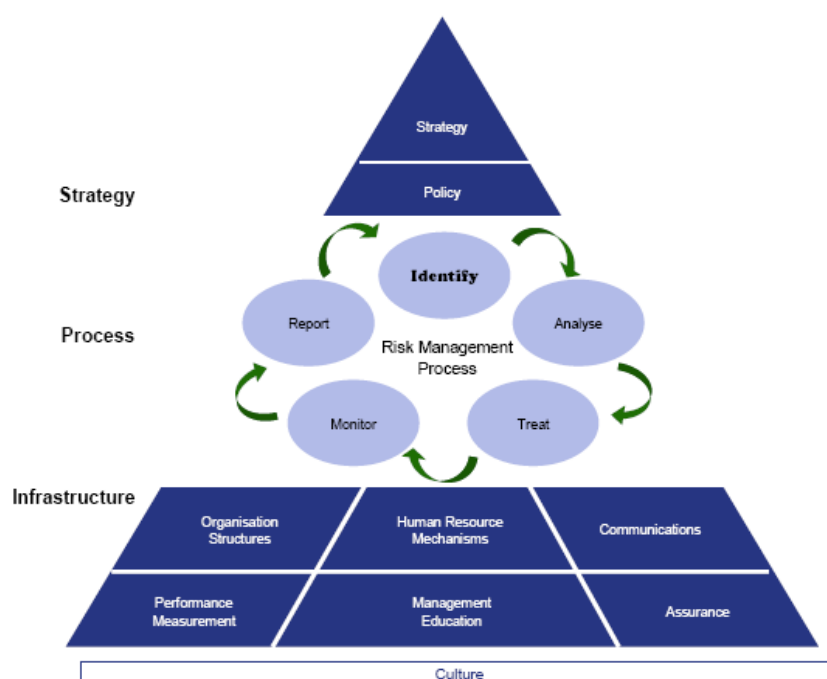 Strategy
Policy
Strategy
Identify
Report
Analyse
Process
Risk Management
Process
Monitor
Treat
Infrastructure
Organisation
Structures
Human Resource
Mechanisms
Communications
Performance
Measurement
Management
Education
Assurance
Culture